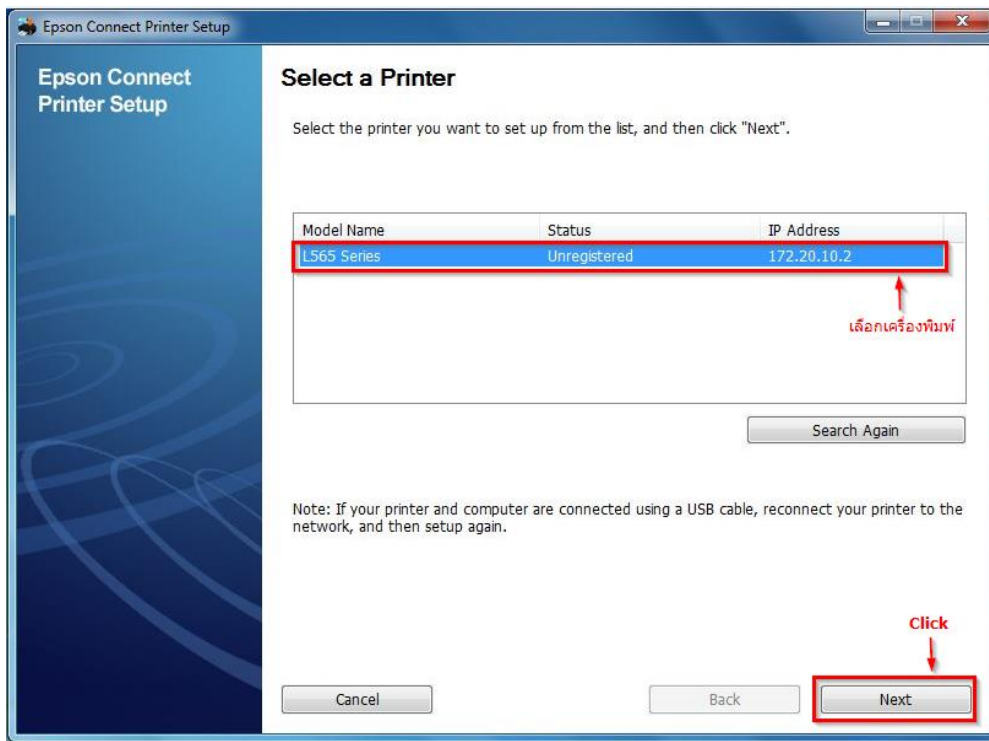 Epson Connect Printer Setup
Epson Connect
Printer Setup
Select a Printer
Select the printer you want to set up from the list, and then click "Next".
Model Name Status IP Address
L565 Series Unregistered 172.20.10.2
เลือกเครื่องพิมพ์
Search Again
Note: If your printer and computer are connected using a USB cable, reconnect your printer to the
network, and then setup again.
Click
Cancel Back Next